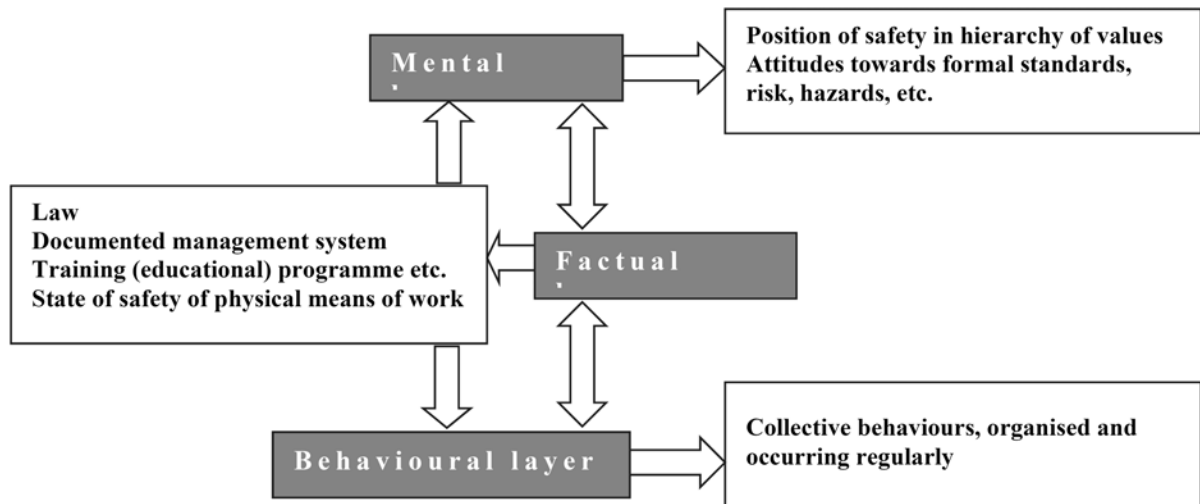 Mental
Position of safety in hierarchy of values
Attitudes towards formal standards,
risk, hazards, etc.
Law
Documented management system
Training (educational) programme etc.
State of safety of physical means of work
Factual
Behavioural layer
Collective behaviours, organised and
occurring regularly